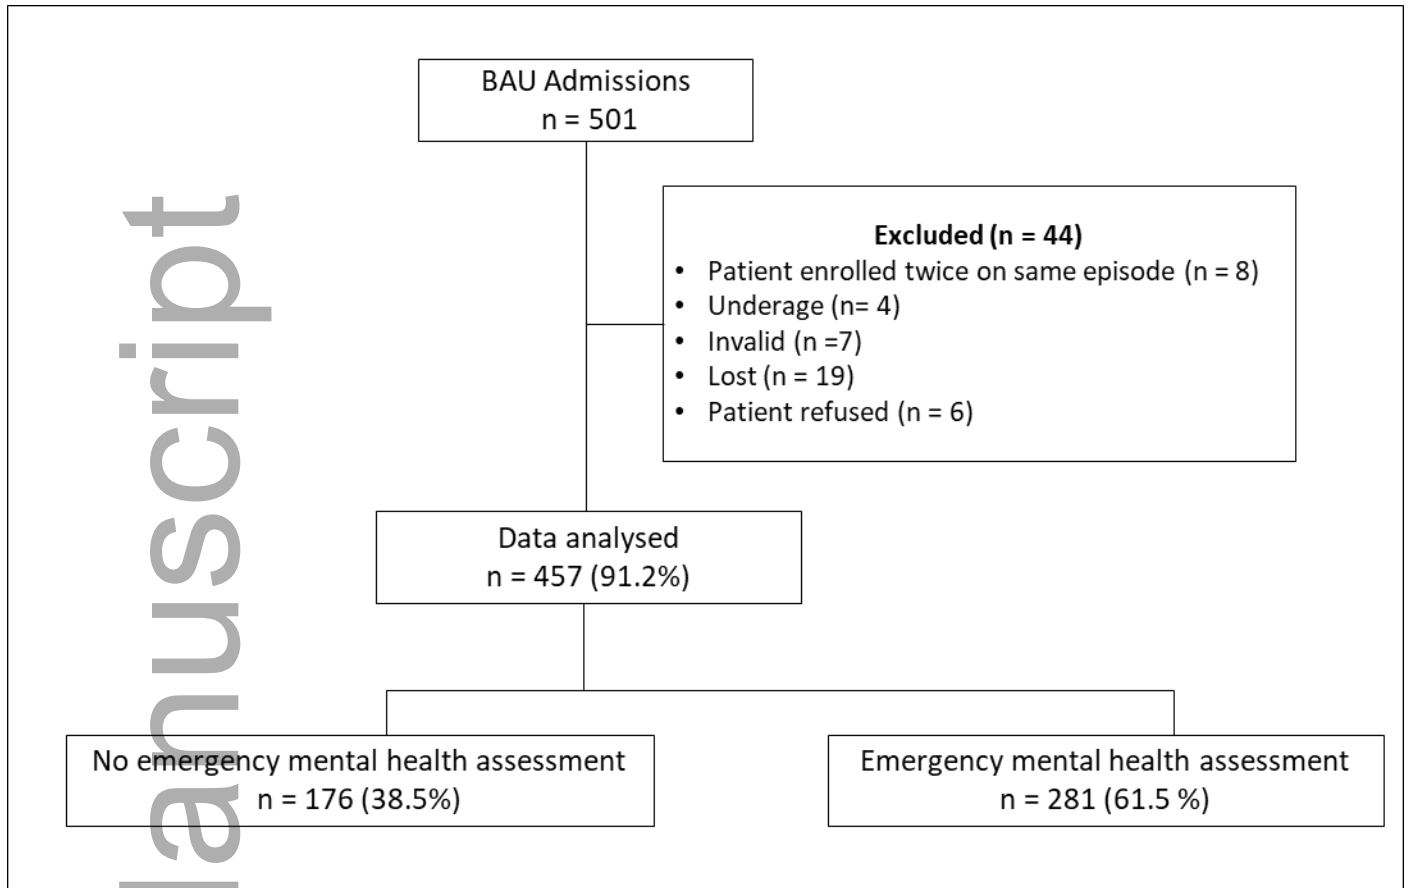 BAU Admissions
n = 501
Excluded (n = 44)
• Patient enrolled twice on same episode (n = 8)
• Underage (n= 4)
• Invalid (n =7)
• Lost (n = 19)
• Patient refused (n = 6)
Data analysed
n = 457 (91.2%)
No emergency mental health assessment
n = 176 (38.5%)
Emergency mental health assessment
n = 281 (61.5 %)
anuscript